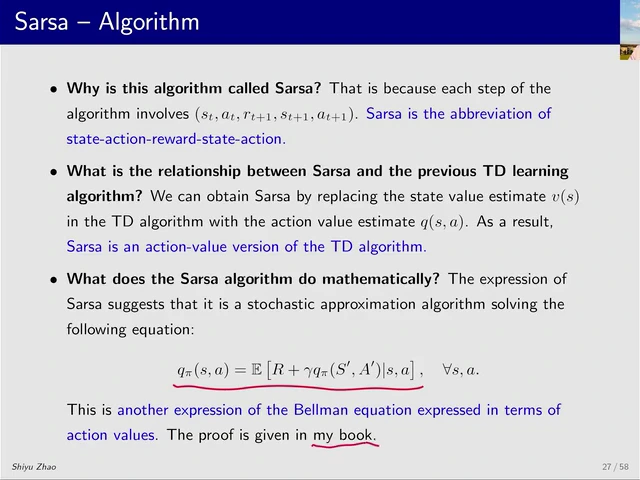 Sarsa – Algorithm
• Why is this algorithm called Sarsa? That is because each step of the
algorithm involves (sₜ, aₜ, rₜ₊₁, sₜ₊₁, aₜ₊₁). Sarsa is the abbreviation of
state-action-reward-state-action.
• What is the relationship between Sarsa and the previous TD learning
algorithm? We can obtain Sarsa by replacing the state value estimate v(s)
in the TD algorithm with the action value estimate q(s, a). As a result,
Sarsa is an action-value version of the TD algorithm.
• What does the Sarsa algorithm do mathematically? The expression of
Sarsa suggests that it is a stochastic approximation algorithm solving the
following equation:
q_π(s, a) = 𝔼 [R + γq_π(S′, A′)|s, a] , ∀s, a.
This is another expression of the Bellman equation expressed in terms of
action values. The proof is given in my book.
Shiyu Zhao 27 / 58